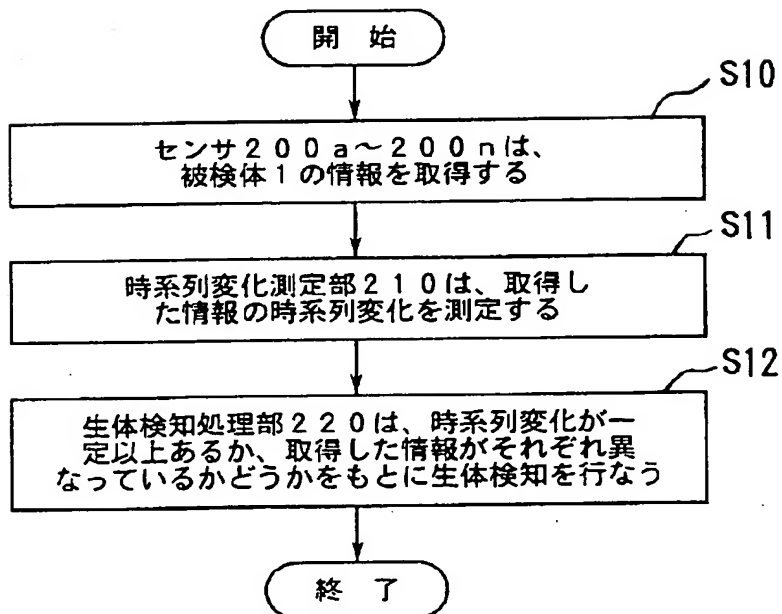 開 始
S10
センサ２００ａ～２００ｎは、
被検体１の情報を取得する
S11
時系列変化測定部２１０は、取得し
た情報の時系列変化を測定する
S12
生体検知処理部２２０は、時系列変化が一
定以上あるか、取得した情報がそれぞれ異
なっているかどうかをもとに生体検知を行なう
終 了